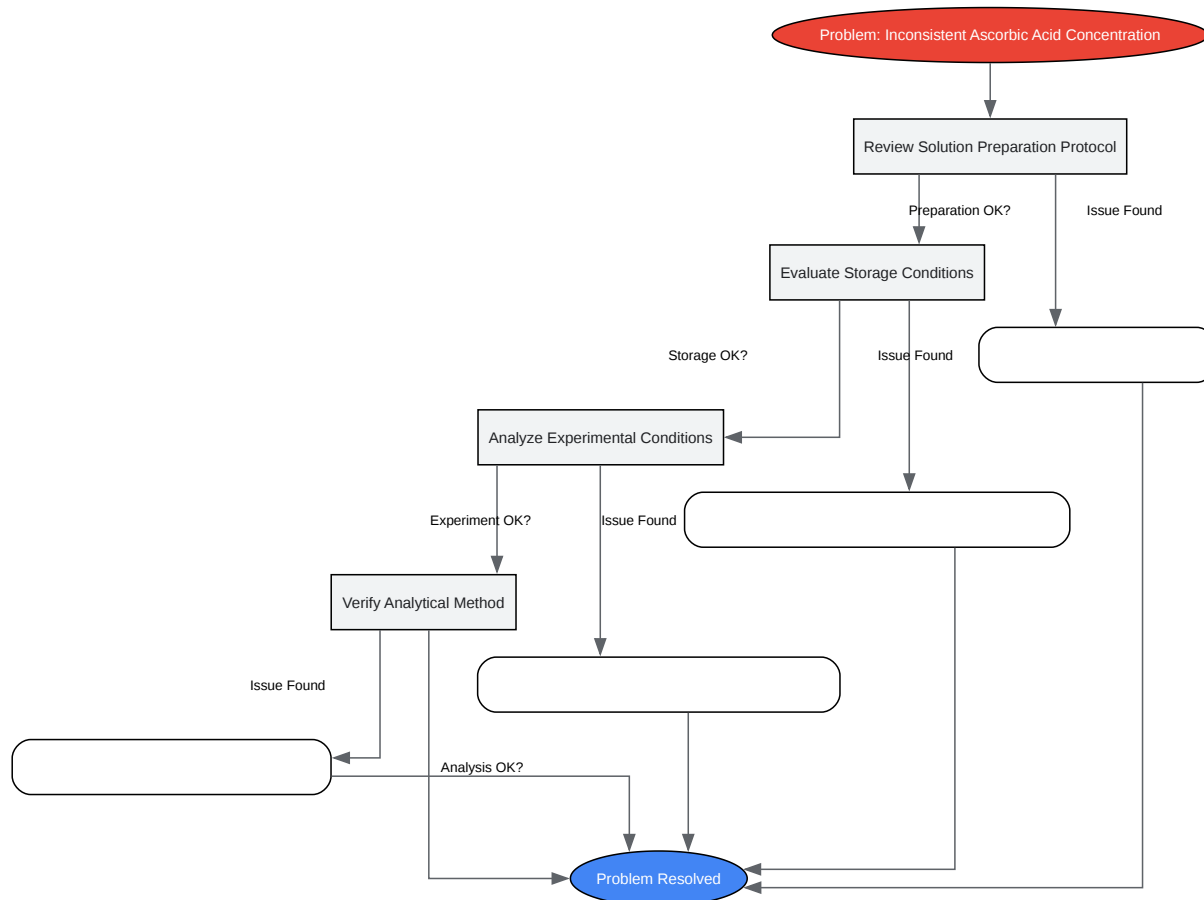 Problem: Inconsistent Ascorbic Acid Concentration
Review Solution Preparation Protocol
Preparation OK?
Issue Found
Evaluate Storage Conditions
Storage OK?
Issue Found
Analyze Experimental Conditions
Experiment OK?
Issue Found
Verify Analytical Method
Issue Found
Analysis OK?
Problem Resolved